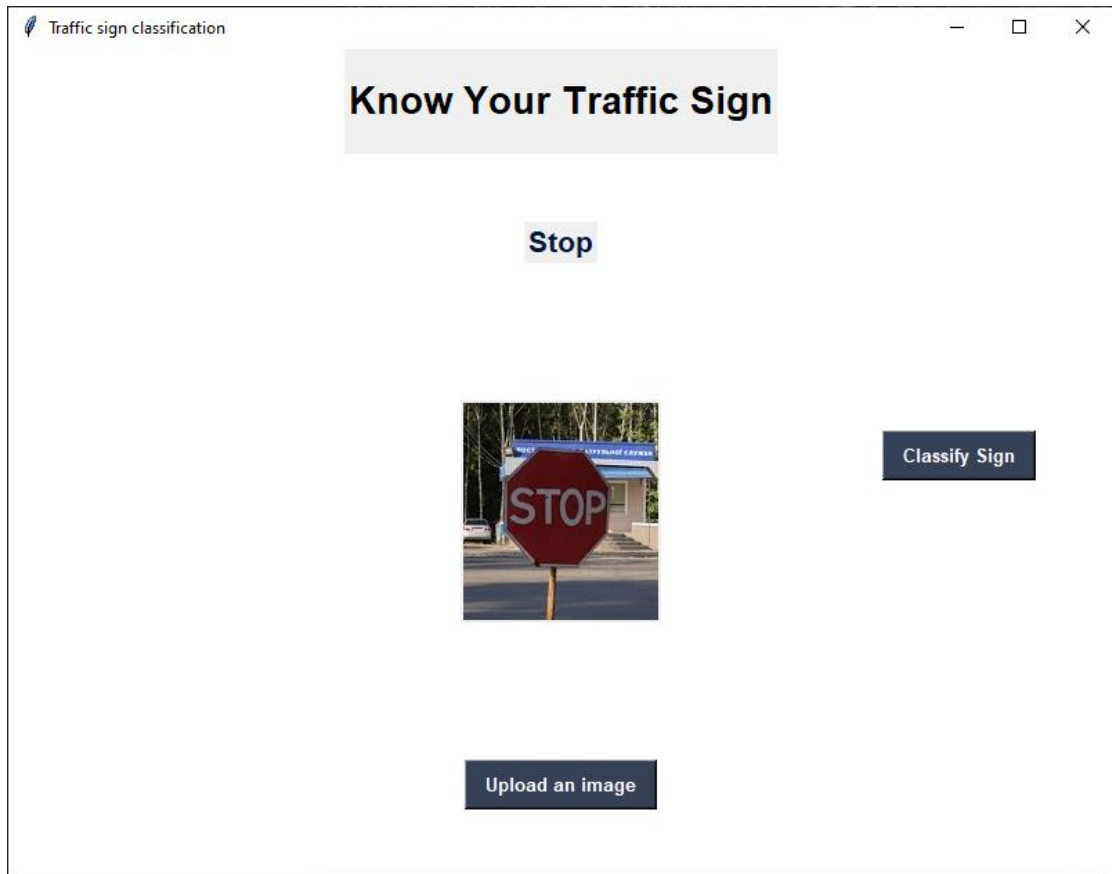 Traffic sign classification
Know Your Traffic Sign
Stop
STOP
Classify Sign
Upload an image